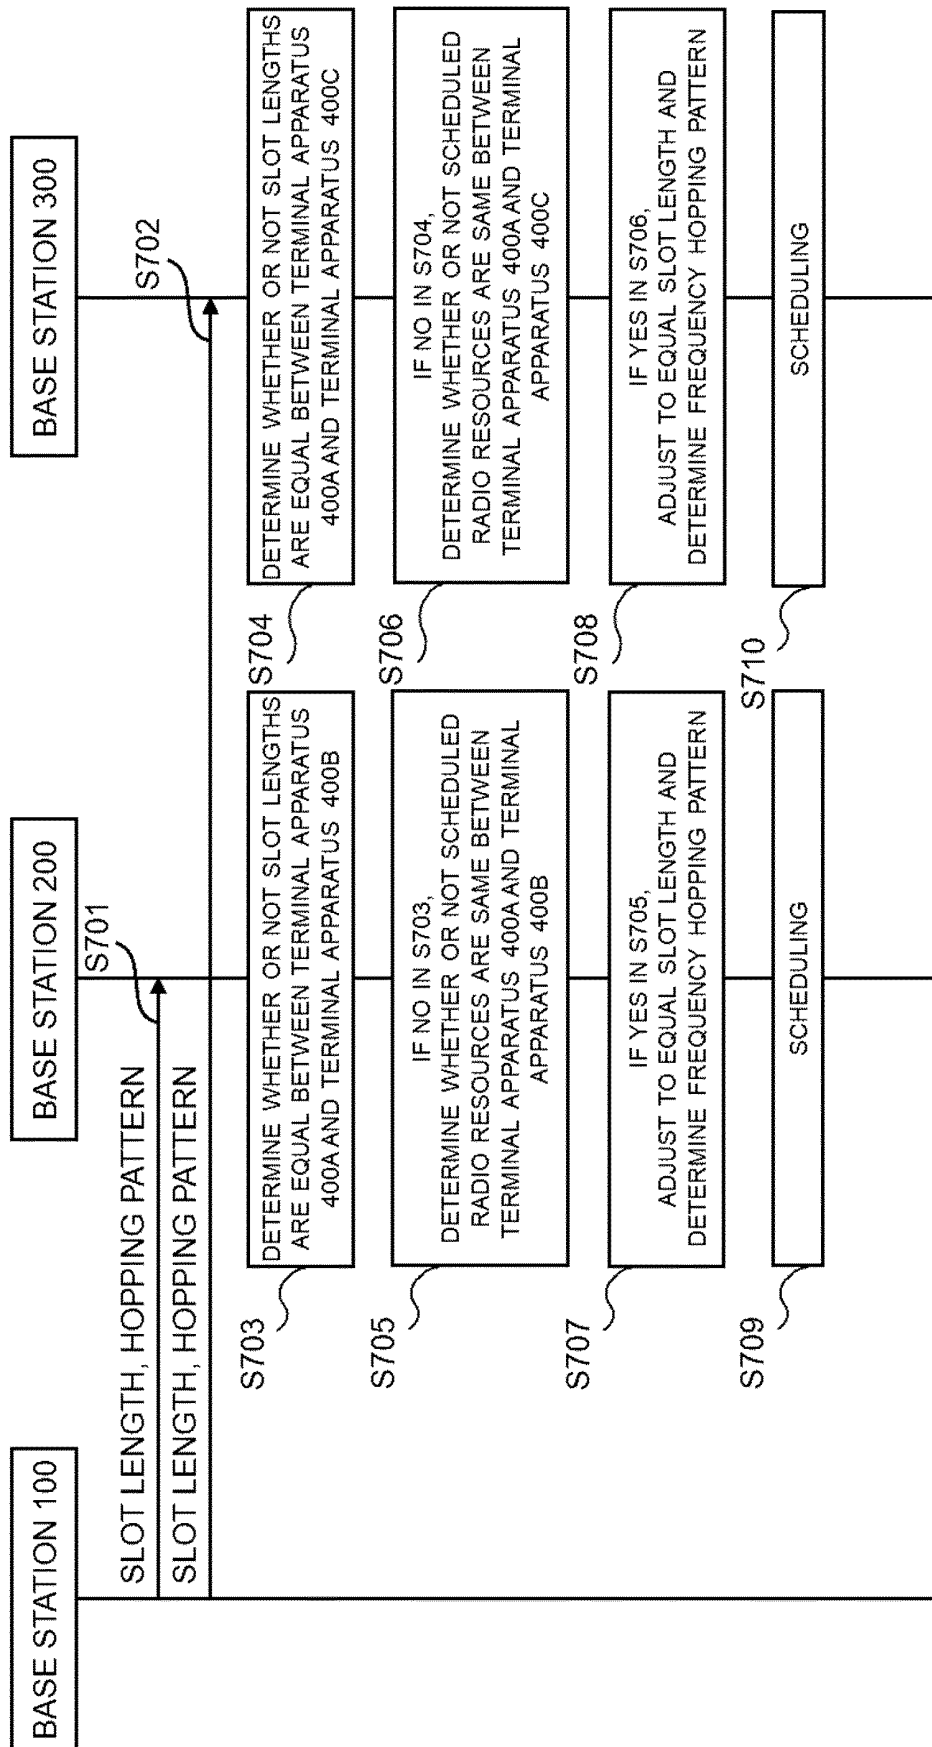 BASE STATION 100
BASE STATION 200
BASE STATION 300
SLOT LENGTH, HOPPING PATTERN
S701
SLOT LENGTH, HOPPING PATTERN
S702
S703
DETERMINE WHETHER OR NOT SLOT LENGTHS
ARE EQUAL BETWEEN TERMINAL APPARATUS
400A AND TERMINAL APPARATUS 400B
S704
DETERMINE WHETHER OR NOT SLOT LENGTHS
ARE EQUAL BETWEEN TERMINAL APPARATUS
400A AND TERMINAL APPARATUS 400C
S705
IF NO IN S703,
DETERMINE WHETHER OR NOT SCHEDULED
RADIO RESOURCES ARE SAME BETWEEN
TERMINAL APPARATUS 400A AND TERMINAL
APPARATUS 400B
S706
IF NO IN S704,
DETERMINE WHETHER OR NOT SCHEDULED
RADIO RESOURCES ARE SAME BETWEEN
TERMINAL APPARATUS 400A AND TERMINAL
APPARATUS 400C
S707
IF YES IN S705,
ADJUST TO EQUAL SLOT LENGTH AND
DETERMINE FREQUENCY HOPPING PATTERN
S708
IF YES IN S706,
ADJUST TO EQUAL SLOT LENGTH AND
DETERMINE FREQUENCY HOPPING PATTERN
S709
SCHEDULING
S710
SCHEDULING